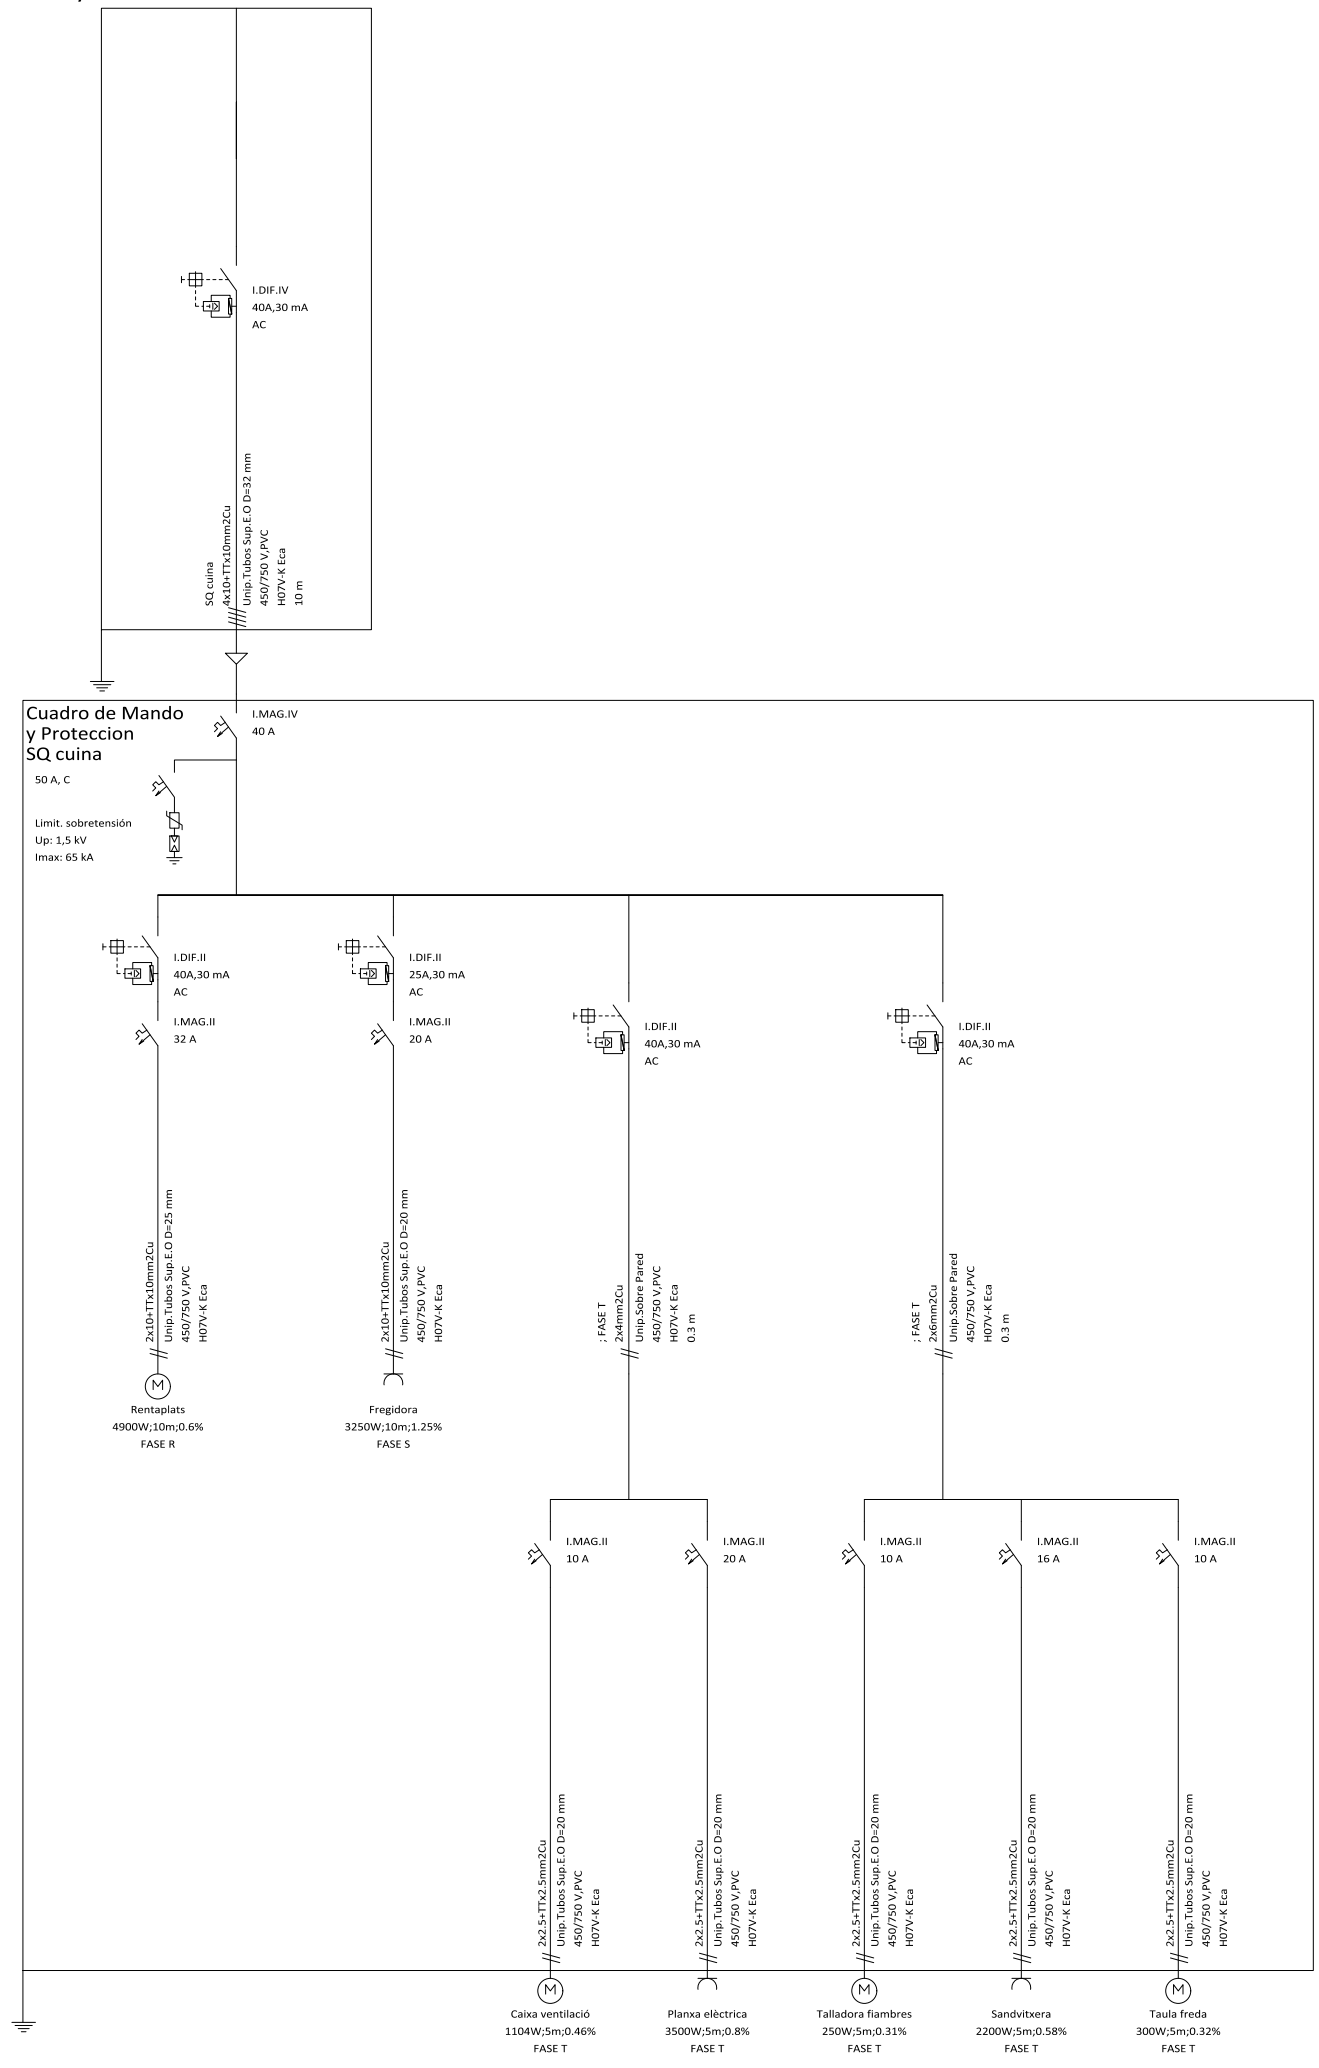 I.DIF.IV
40A,30 mA
AC
SQ cuina
4x10+TTx10mm2Cu
Unip.Tubos Sup.E.O D=32 mm
450/750 V,PVC
H07V-K Eca
10 m
Cuadro de Mando
y Proteccion
SQ cuina
I.MAG.IV
40 A
50 A, C
Limit. sobretensión
Up: 1,5 kV
Imax: 65 kA
I.DIF.II
40A,30 mA
AC
I.MAG.II
32 A
2x10+TTx10mm2Cu
Unip.Tubos Sup.E.O D=25 mm
450/750 V,PVC
H07V-K Eca
M
Rentaplats
4900W;10m;0.6%
FASE R
I.DIF.II
25A,30 mA
AC
I.MAG.II
20 A
2x10+TTx10mm2Cu
Unip.Tubos Sup.E.O D=20 mm
450/750 V,PVC
H07V-K Eca
Fregidora
3250W;10m;1.25%
FASE S
I.DIF.II
40A,30 mA
AC
; FASE T
2x4mm2Cu
Unip.Sobre Pared
450/750 V,PVC
H07V-K Eca
0.3 m
I.DIF.II
40A,30 mA
AC
; FASE T
2x6mm2Cu
Unip.Sobre Pared
450/750 V,PVC
H07V-K Eca
0.3 m
I.MAG.II
10 A
2x2.5+TTx2.5mm2Cu
Unip.Tubos Sup.E.O D=20 mm
450/750 V,PVC
H07V-K Eca
M
Caixa ventilació
1104W;5m;0.46%
FASE T
I.MAG.II
20 A
2x2.5+TTx2.5mm2Cu
Unip.Tubos Sup.E.O D=20 mm
450/750 V,PVC
H07V-K Eca
Planxa elèctrica
3500W;5m;0.8%
FASE T
I.MAG.II
10 A
2x2.5+TTx2.5mm2Cu
Unip.Tubos Sup.E.O D=20 mm
450/750 V,PVC
H07V-K Eca
M
Talladora fiambres
250W;5m;0.31%
FASE T
I.MAG.II
16 A
2x2.5+TTx2.5mm2Cu
Unip.Tubos Sup.E.O D=20 mm
450/750 V,PVC
H07V-K Eca
Sandvitxera
2200W;5m;0.58%
FASE T
I.MAG.II
10 A
2x2.5+TTx2.5mm2Cu
Unip.Tubos Sup.E.O D=20 mm
450/750 V,PVC
H07V-K Eca
M
Taula freda
300W;5m;0.32%
FASE T